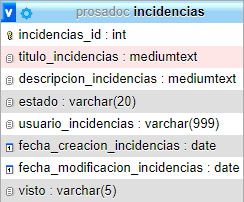 v prosadoc incidencias
incidencias_id : int
titulo_incidencias : mediumtext
descripcion_incidencias : mediumtext
estado : varchar(20)
usuario_incidencias : varchar(999)
fecha_creacion_incidencias : date
fecha_modificacion_incidencias : date
visto : varchar(5)